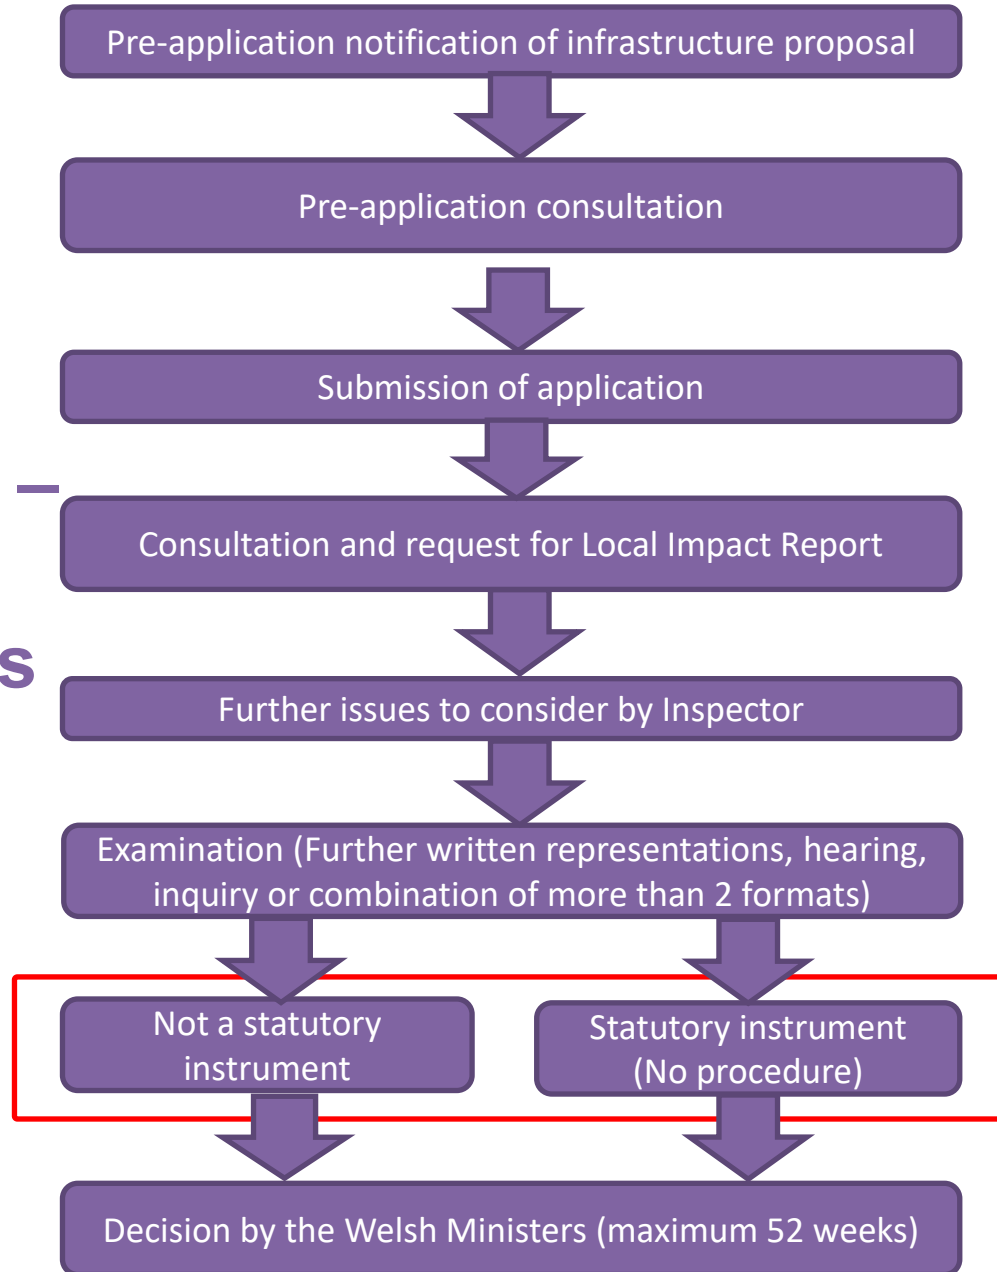 Pre-application notification of infrastructure proposal
Pre-application consultation
Submission of application
–
Consultation and request for Local Impact Report
s
Further issues to consider by Inspector
Examination (Further written representations, hearing,
inquiry or combination of more than 2 formats)
Not a statutory
instrument
Statutory instrument
(No procedure)
Decision by the Welsh Ministers (maximum 52 weeks)